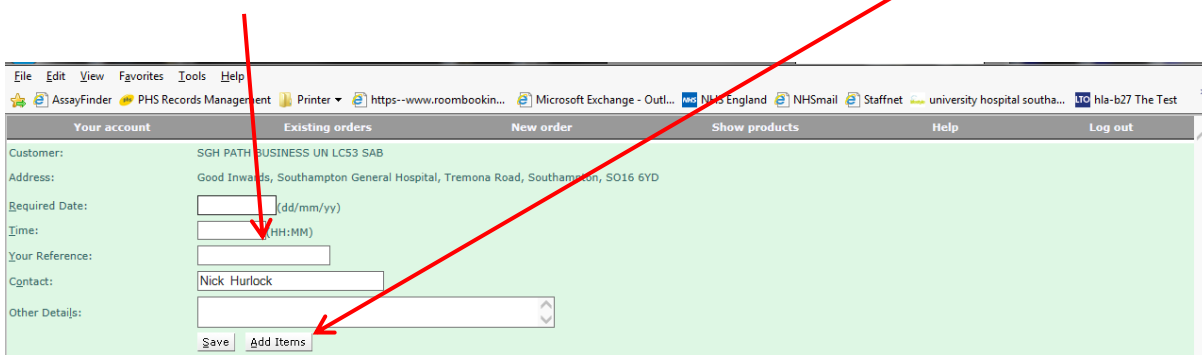 File Edit View Favorites Tools Help
AssayFinder PHS Records Management Printer https--www.roombookin... Microsoft Exchange - Outl... NHS NHS England NHSmail Staffnet university hospital southa... LTO hla-b27 The Test
Your account Existing orders New order Show products Help Log out
Customer: SGH PATH BUSINESS UN LC53 SAB
Address: Good Inwards, Southampton General Hospital, Tremona Road, Southampton, SO16 6YD
Required Date: (dd/mm/yy)
Time: (HH:MM)
Your Reference:
Contact: Nick Hurlock
Other Details:
Save Add Items